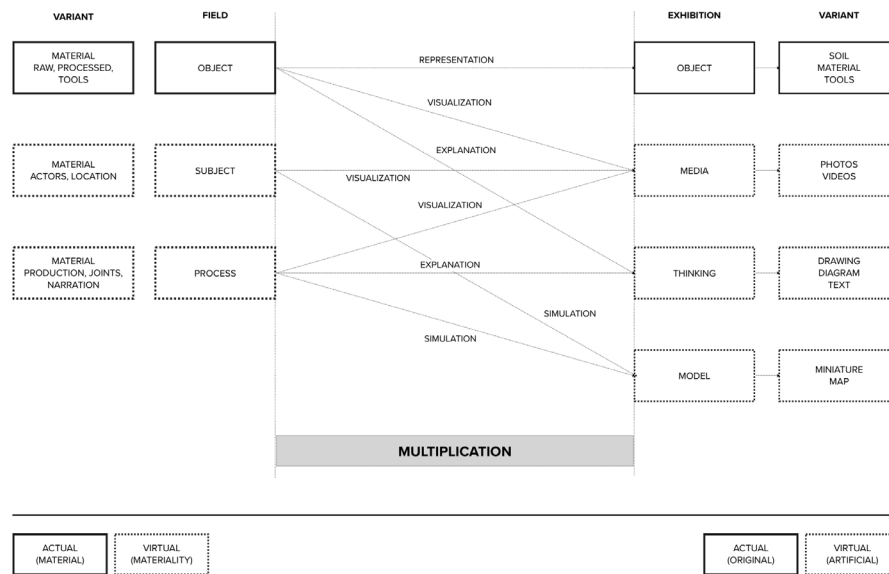 VARIANT
FIELD
EXHIBITION
VARIANT
MATERIAL
RAW, PROCESSED,
TOOLS
OBJECT
REPRESENTATION
OBJECT
SOIL
MATERIAL
TOOLS
VISUALIZATION
EXPLANATION
MATERIAL
ACTORS, LOCATION
SUBJECT
VISUALIZATION
MEDIA
PHOTOS
VIDEOS
VISUALIZATION
MATERIAL
PRODUCTION, JOINTS,
NARRATION
PROCESS
EXPLANATION
THINKING
DRAWING
DIAGRAM
TEXT
SIMULATION
SIMULATION
MODEL
MINIATURE
MAP
MULTIPLICATION
ACTUAL
(MATERIAL)
VIRTUAL
(MATERIALITY)
ACTUAL
(ORIGINAL)
VIRTUAL
(ARTIFICIAL)